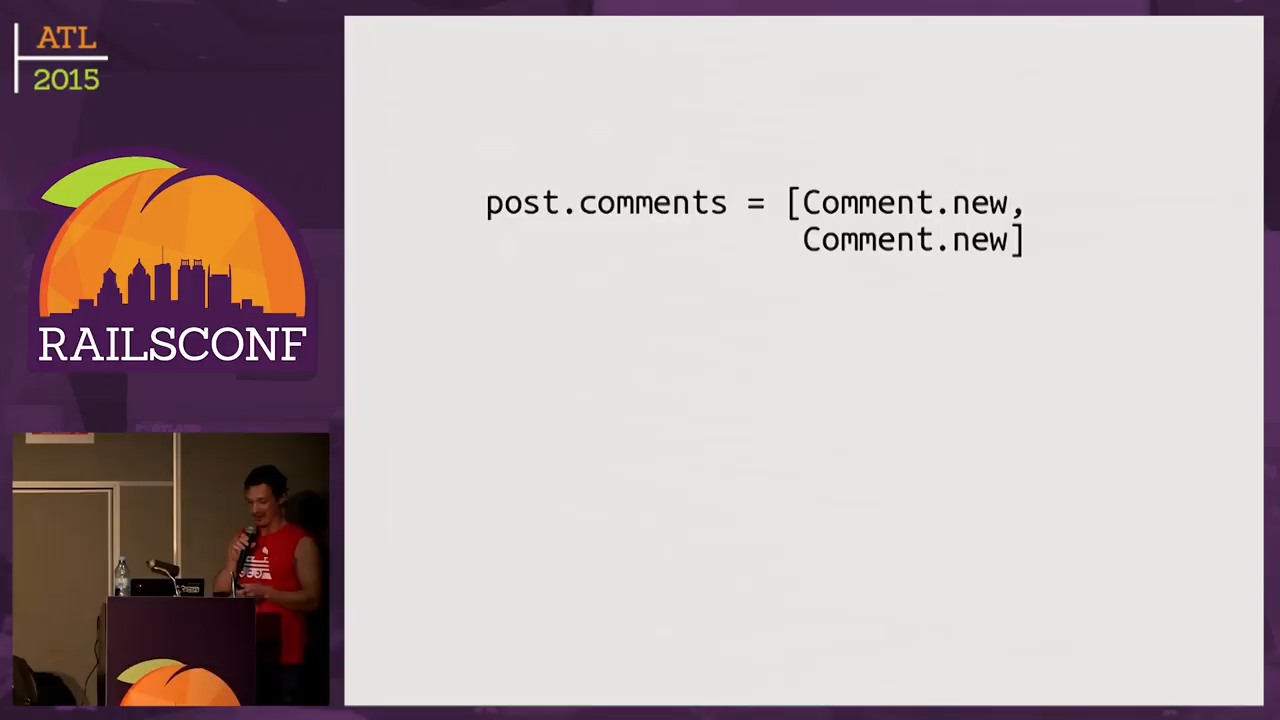 ATL
2015
RAILSCONF
post.comments = [Comment.new,
Comment.new]